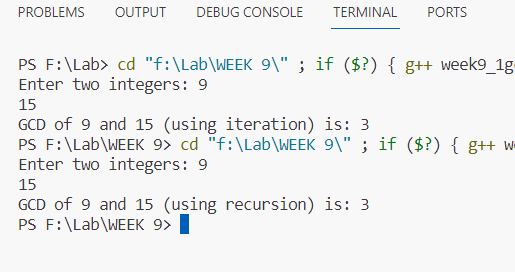 PROBLEMS OUTPUT DEBUG CONSOLE TERMINAL PORTS
PS F:\Lab> cd "f:\Lab\WEEK 9\" ; if ($?) { g++ week9_1g
Enter two integers: 9
15
GCD of 9 and 15 (using iteration) is: 3
PS F:\Lab\WEEK 9> cd "f:\Lab\WEEK 9\" ; if ($?) { g++ we
Enter two integers: 9
15
GCD of 9 and 15 (using recursion) is: 3
PS F:\Lab\WEEK 9>